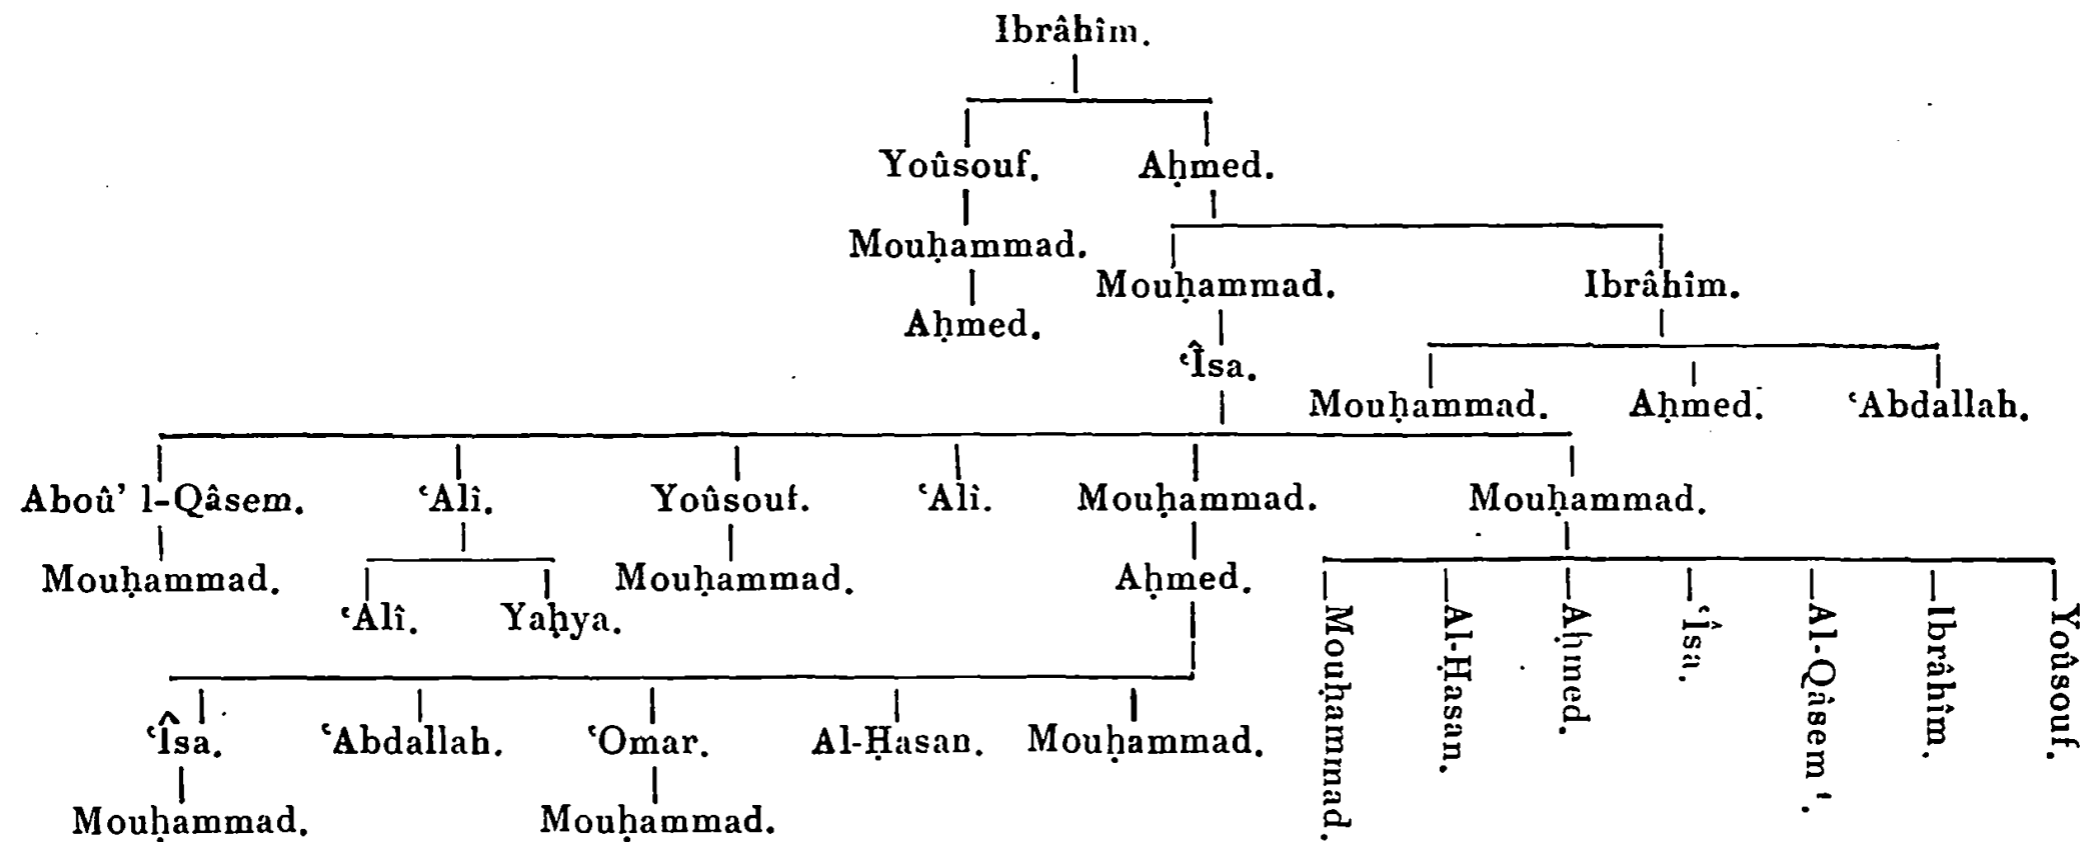 Ibrâhîm.
Yoûsouf. Aḥmed.
Mouḥammad.
Mouḥammad. Ibrâhîm.
Aḥmed.
ʿÎsa.
Mouḥammad. Aḥmed. ʿAbdallah.
Aboû' l-Qâsem. ʿAlî. Yoûsouf. ʿAlî. Mouḥammad. Mouḥammad.
Mouḥammad. Mouḥammad. Aḥmed.
ʿAlî. Yaḥya.
Mouḥammad.
Al-Ḥasan.
Aḥmed.
ʿÎsa.
Al-Qâsem ¹.
Ibrâhîm.
Yoûsouf.
ʿÎsa. ʿAbdallah. ʿOmar. Al-Ḥasan. Mouḥammad.
Mouḥammad. Mouḥammad.